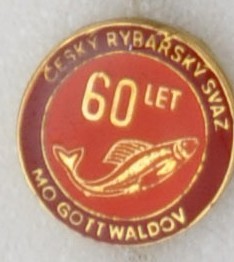 ČESKÝ RYBÁŘSKÝ SVAZ
60 LET
MO GOTTWALDOV